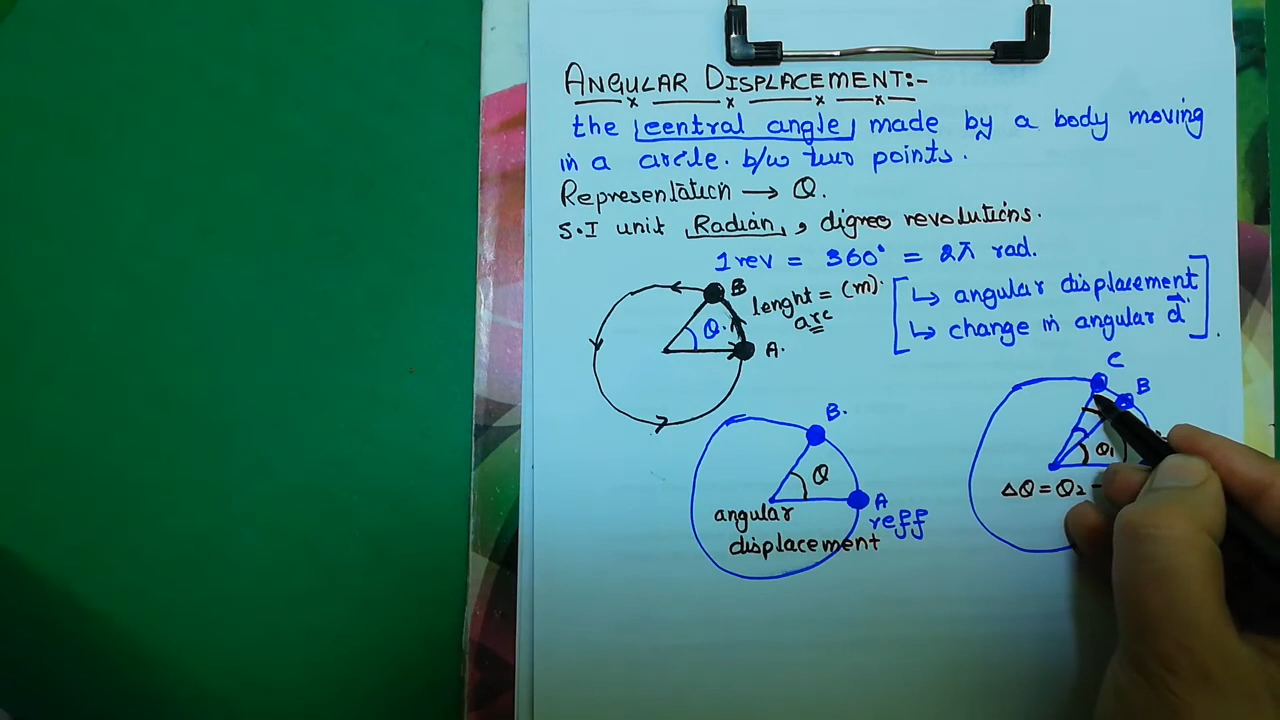 ANGULAR DISPLACEMENT:-
the central angle made by a body moving
in a circle. b/w two points.
Representation → θ.
S.I unit Radian, digree revolutions.
1 rev = 360° = 2π rad.
↳ angular displacement
↳ change in angular d⃗.
B
lenght = (m).
arc
θ.
A.
C
B
θ1
Δθ = θ2 -
B.
θ
A
reff
angular
displacement